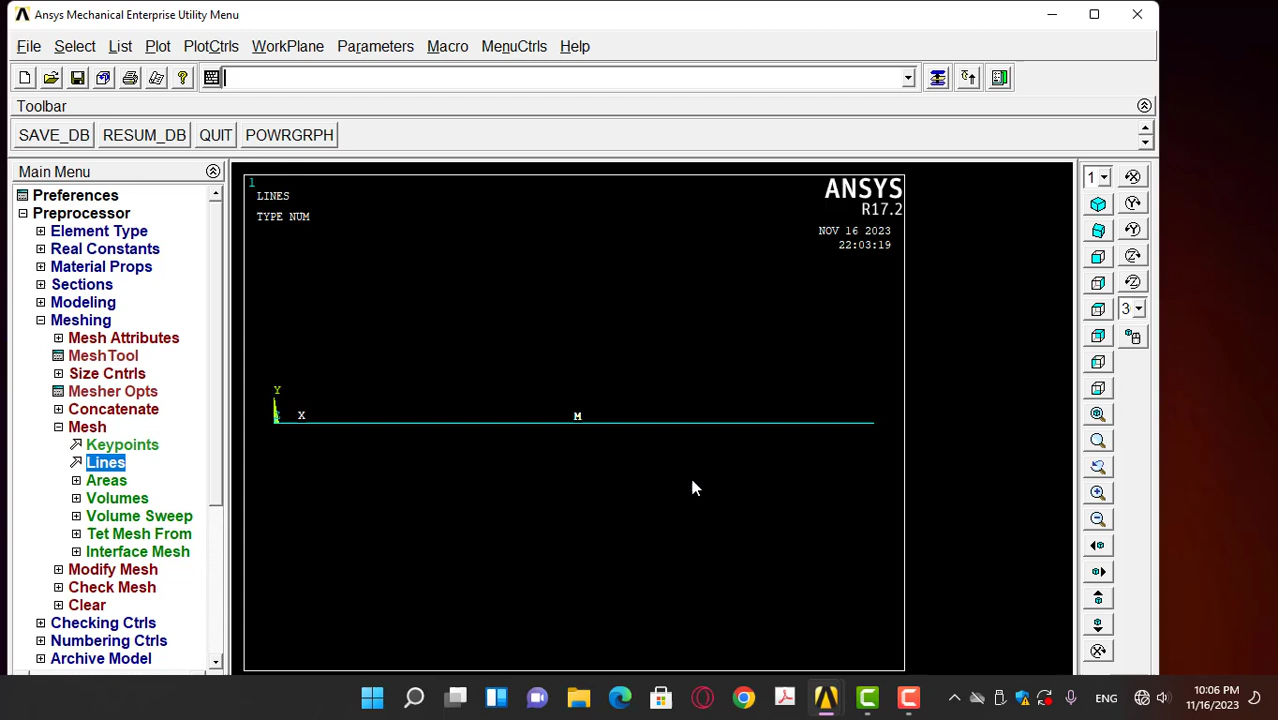 Ansys Mechanical Enterprise Utility Menu
File Select List Plot PlotCtrls WorkPlane Parameters Macro MenuCtrls Help
Toolbar
SAVE_DB RESUM_DB QUIT POWRGRPH
Main Menu
Preferences
Preprocessor
Element Type
Real Constants
Material Props
Sections
Modeling
Meshing
Mesh Attributes
MeshTool
Size Cntrls
Mesher Opts
Concatenate
Mesh
Keypoints
Lines
Areas
Volumes
Volume Sweep
Tet Mesh From
Interface Mesh
Modify Mesh
Check Mesh
Clear
Checking Ctrls
Numbering Ctrls
Archive Model
1
LINES
TYPE NUM
ANSYS
R17.2
NOV 16 2023
22:03:19
Y
X
M
1
3
ENG
10:06 PM
11/16/2023